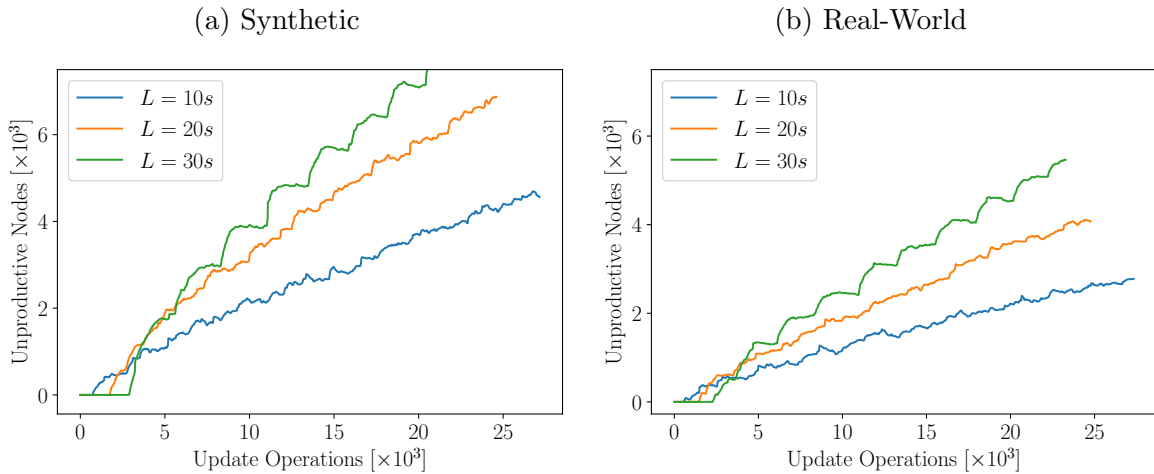 (a) Synthetic
Unproductive Nodes [×10³]
6
4
2
0
L = 10s
L = 20s
L = 30s
0 5 10 15 20 25
Update Operations [×10³]
(b) Real-World
Unproductive Nodes [×10³]
6
4
2
0
L = 10s
L = 20s
L = 30s
0 5 10 15 20 25
Update Operations [×10³]